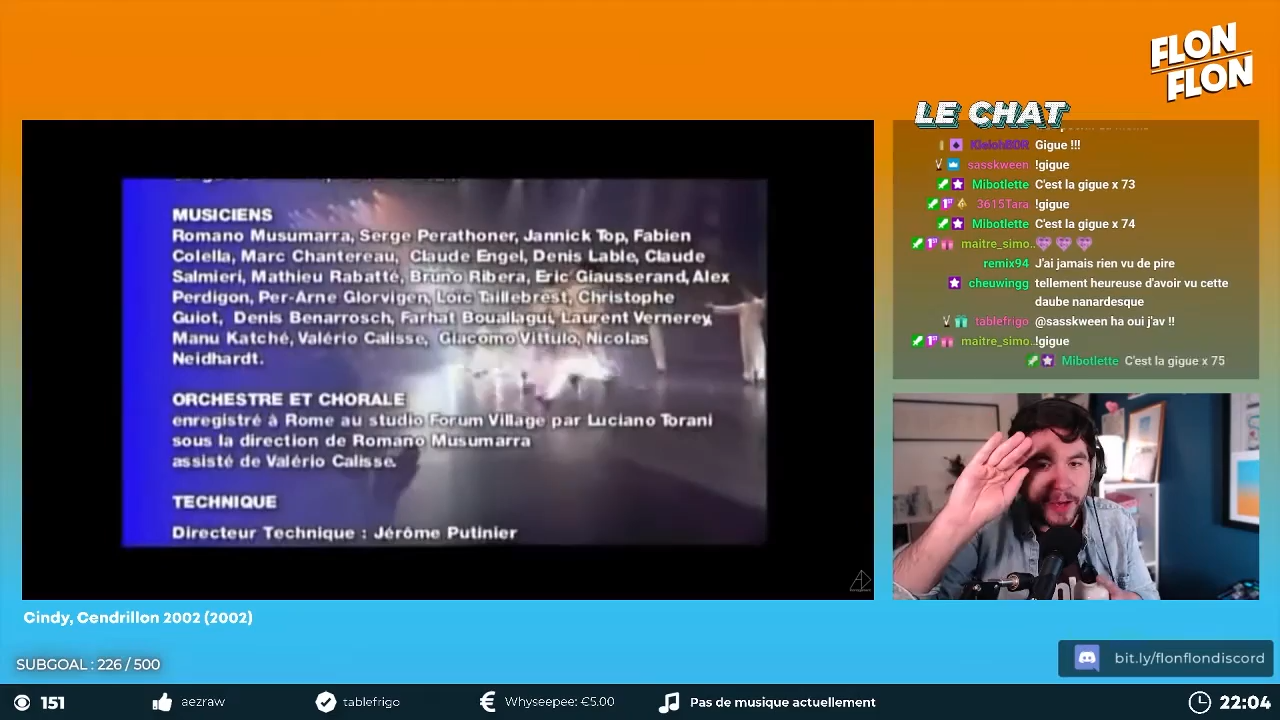 FLON
FLON
LE CHAT
Gigue !!!
sasskween !gigue
Mibotlette C'est la gigue x 73
3615Tara !gigue
Mibotlette C'est la gigue x 74
maitre_simo..
remix94 J'ai jamais rien vu de pire
cheuwingg tellement heureuse d'avoir vu cette
daube nanardesque
tablefrigo @sasskween ha oui j'av !!
maitre_simo.. !gigue
Mibotlette C'est la gigue x 75
MUSICIENS
Romano Musumarra, Serge Perathoner, Jannick Top, Fabien
Colella, Marc Chantereau, Claude Engel, Denis Lable, Claude
Salmieri, Mathieu Rabatté, Bruno Ribera, Eric Giausserand, Alex
Perdigon, Per-Arne Glorvigen, Loïc Taillebrest, Christophe
Guiot, Denis Benarrosch, Farhat Bouallagui, Laurent Vernerey,
Manu Katché, Valério Calisse, Giacomo Vittulo, Nicolas
Neidhardt.
ORCHESTRE ET CHORALE
enregistré à Rome au studio Forum Village par Luciano Torani
sous la direction de Romano Musumarra
assisté de Valério Calisse.
TECHNIQUE
Directeur Technique : Jérôme Putinier
Cindy, Cendrillon 2002 (2002)
SUBGOAL : 226 / 500
bit.ly/flonflondiscord
151
aezraw
tablefrigo
Whyseepee: €5.00
Pas de musique actuellement
22:04